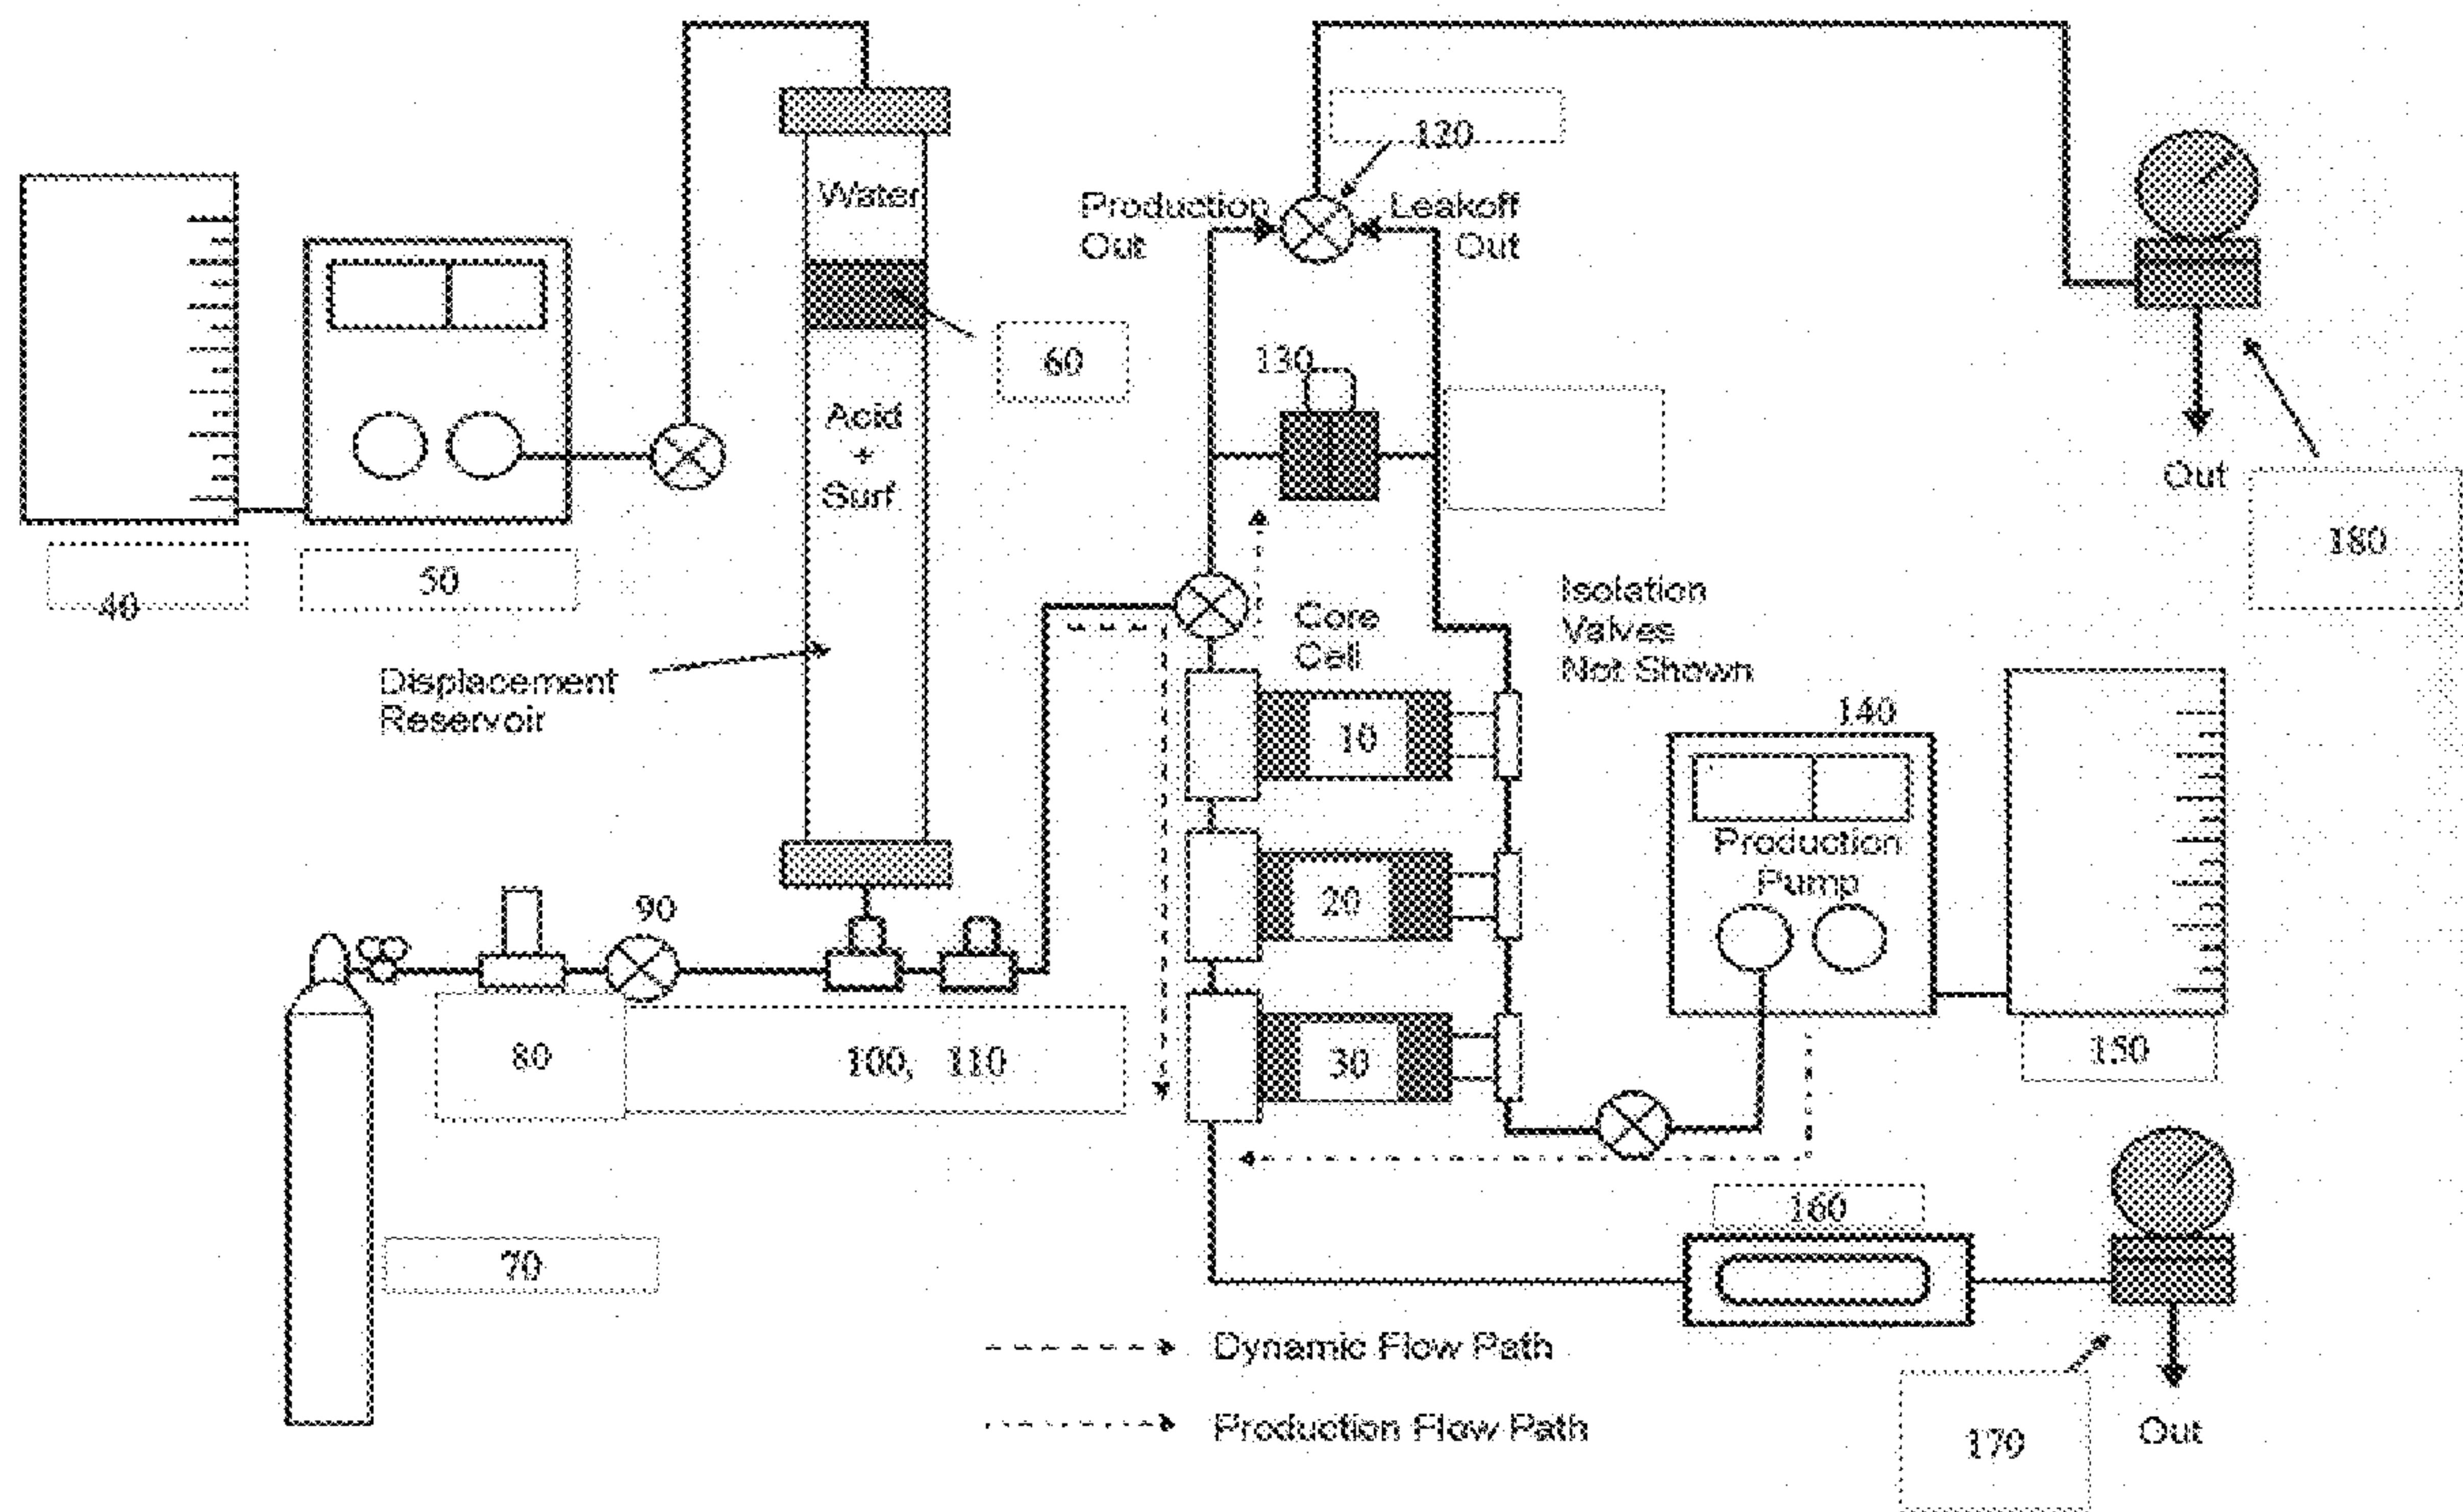 120
Water
Production
Out
Leakoff
Out
60
130
Acid
+
Surf
Out
180
50
40
Isolation
Valves
Not Shown
Core
Cell
Displacement
Reservoir
10
140
Production
Pump
20
90
80
100, 110
30
150
160
70
Dynamic Flow Path
Production Flow Path
170
Out